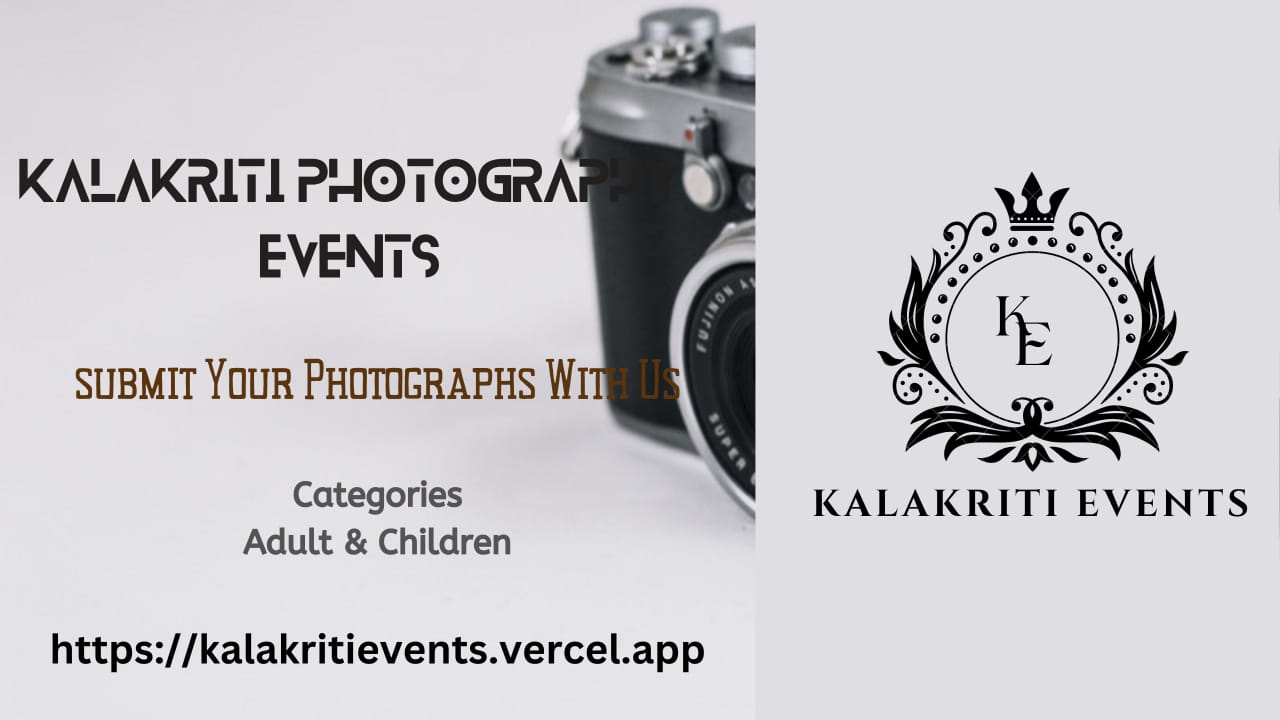 KALAKRITI PHOTOGRAPHY
EVENTS
SUBMIT YOUR PHOTOGRAPHS WITH US
Categories
Adult & Children
https://kalakritievents.vercel.app
FUJINON AS
SUPER
KE
KALAKRITI EVENTS